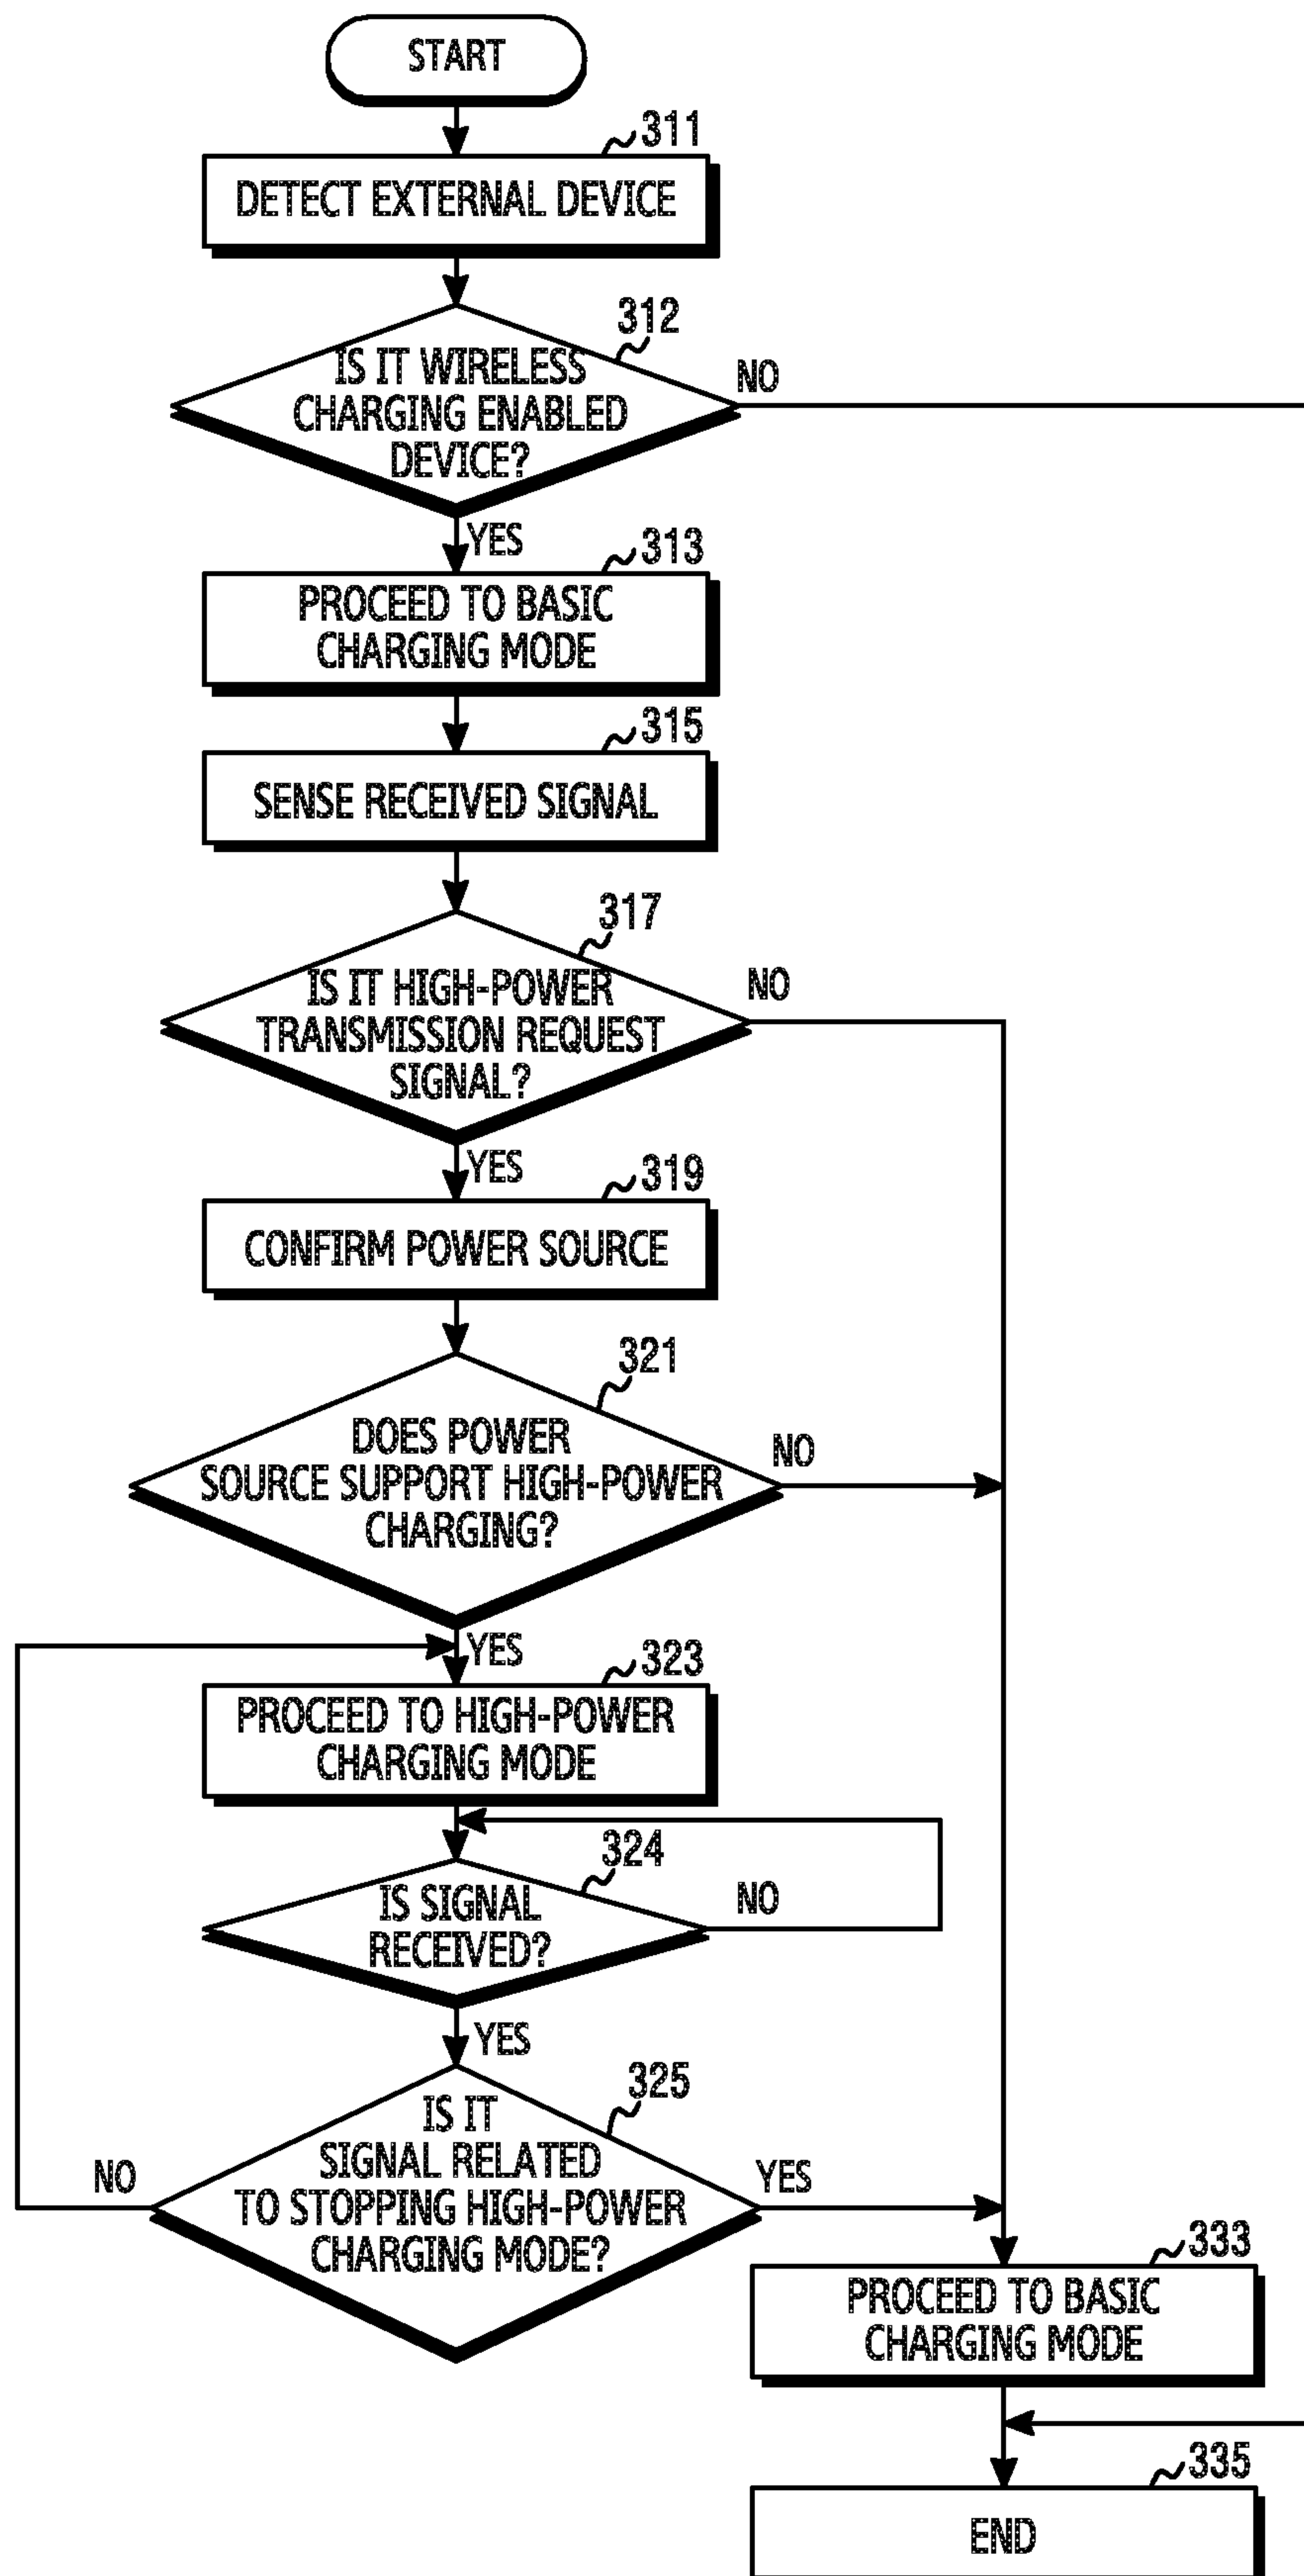 START
311
DETECT EXTERNAL DEVICE
312
IS IT WIRELESS
CHARGING ENABLED
DEVICE?
NO
YES
313
PROCEED TO BASIC
CHARGING MODE
315
SENSE RECEIVED SIGNAL
317
IS IT HIGH-POWER
TRANSMISSION REQUEST
SIGNAL?
NO
YES
319
CONFIRM POWER SOURCE
321
DOES POWER
SOURCE SUPPORT HIGH-POWER
CHARGING?
NO
YES
323
PROCEED TO HIGH-POWER
CHARGING MODE
324
IS SIGNAL
RECEIVED?
NO
YES
325
IS IT
SIGNAL RELATED
TO STOPPING HIGH-POWER
CHARGING MODE?
NO
YES
333
PROCEED TO BASIC
CHARGING MODE
335
END